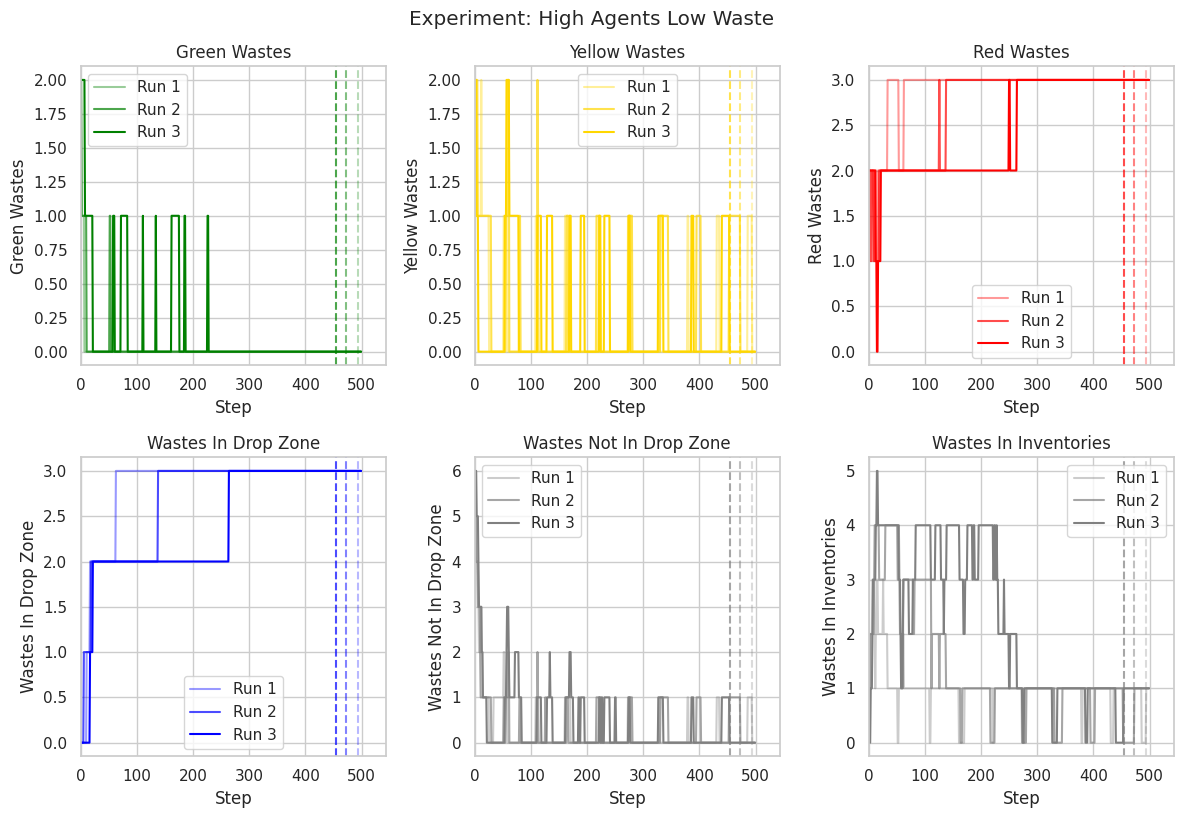 Experiment: High Agents Low Waste
Green Wastes
Green Wastes
2.00
1.75
1.50
1.25
1.00
0.75
0.50
0.25
0.00
Run 1
Run 2
Run 3
0 100 200 300 400 500
Step
Yellow Wastes
Yellow Wastes
2.00
1.75
1.50
1.25
1.00
0.75
0.50
0.25
0.00
Run 1
Run 2
Run 3
0 100 200 300 400 500
Step
Red Wastes
Red Wastes
3.0
2.5
2.0
1.5
1.0
0.5
0.0
Run 1
Run 2
Run 3
0 100 200 300 400 500
Step
Wastes In Drop Zone
Wastes In Drop Zone
3.0
2.5
2.0
1.5
1.0
0.5
0.0
Run 1
Run 2
Run 3
0 100 200 300 400 500
Step
Wastes Not In Drop Zone
Wastes Not In Drop Zone
6
5
4
3
2
1
0
Run 1
Run 2
Run 3
0 100 200 300 400 500
Step
Wastes In Inventories
Wastes In Inventories
5
4
3
2
1
0
Run 1
Run 2
Run 3
0 100 200 300 400 500
Step